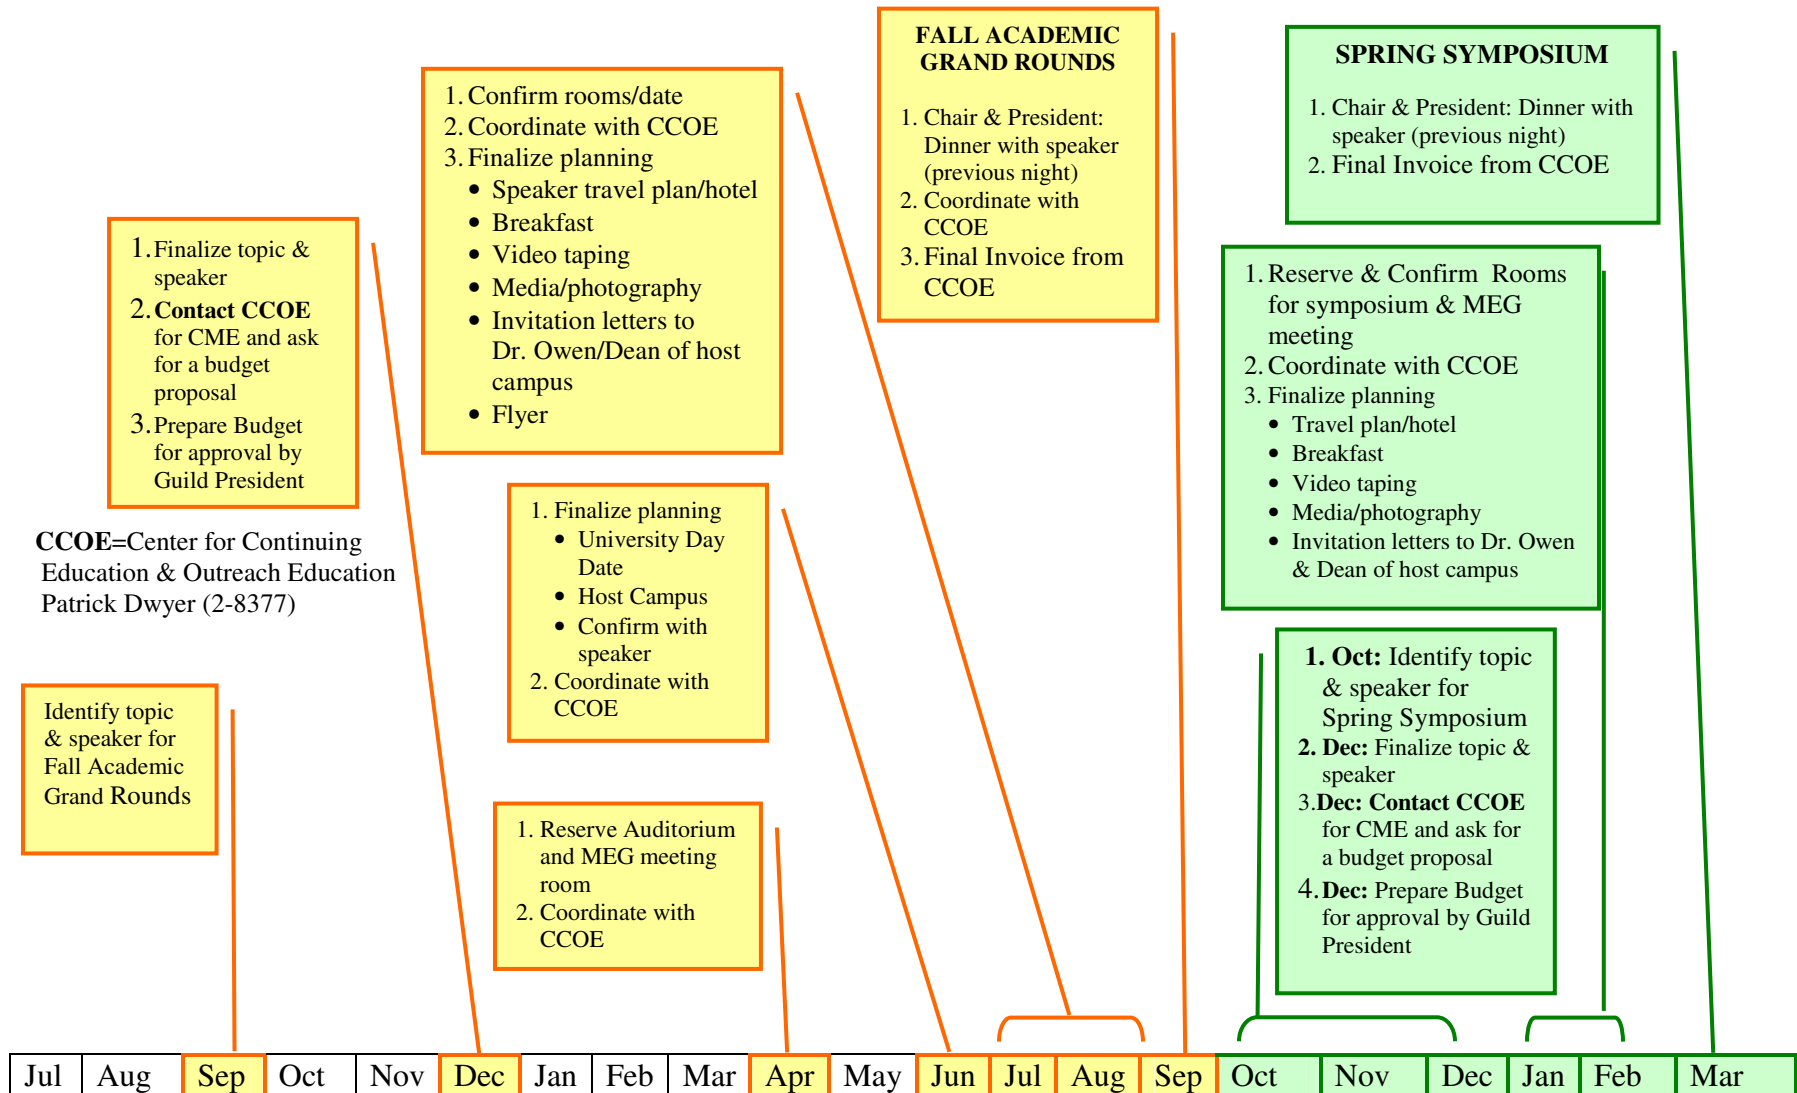 FALL ACADEMIC
GRAND ROUNDS
1. Chair & President:
Dinner with speaker
(previous night)
2. Coordinate with
CCOE
3. Final Invoice from
CCOE
SPRING SYMPOSIUM
1. Chair & President: Dinner with
speaker (previous night)
2. Final Invoice from CCOE
1. Confirm rooms/date
2. Coordinate with CCOE
3. Finalize planning
• Speaker travel plan/hotel
• Breakfast
• Video taping
• Media/photography
• Invitation letters to
Dr. Owen/Dean of host
campus
• Flyer
1. Finalize topic &
speaker
2. Contact CCOE
for CME and ask
for a budget
proposal
3. Prepare Budget
for approval by
Guild President
1. Reserve & Confirm Rooms
for symposium & MEG
meeting
2. Coordinate with CCOE
3. Finalize planning
• Travel plan/hotel
• Breakfast
• Video taping
• Media/photography
• Invitation letters to Dr. Owen
& Dean of host campus
CCOE=Center for Continuing
Education & Outreach Education
Patrick Dwyer (2-8377)
1. Finalize planning
• University Day
Date
• Host Campus
• Confirm with
speaker
2. Coordinate with
CCOE
1. Oct: Identify topic
& speaker for
Spring Symposium
2. Dec: Finalize topic &
speaker
3.Dec: Contact CCOE
for CME and ask for
a budget proposal
4. Dec: Prepare Budget
for approval by Guild
President
Identify topic
& speaker for
Fall Academic
Grand Rounds
1. Reserve Auditorium
and MEG meeting
room
2. Coordinate with
CCOE
Jul Aug Sep Oct Nov Dec Jan Feb Mar Apr May Jun Jul Aug Sep Oct Nov Dec Jan Feb Mar